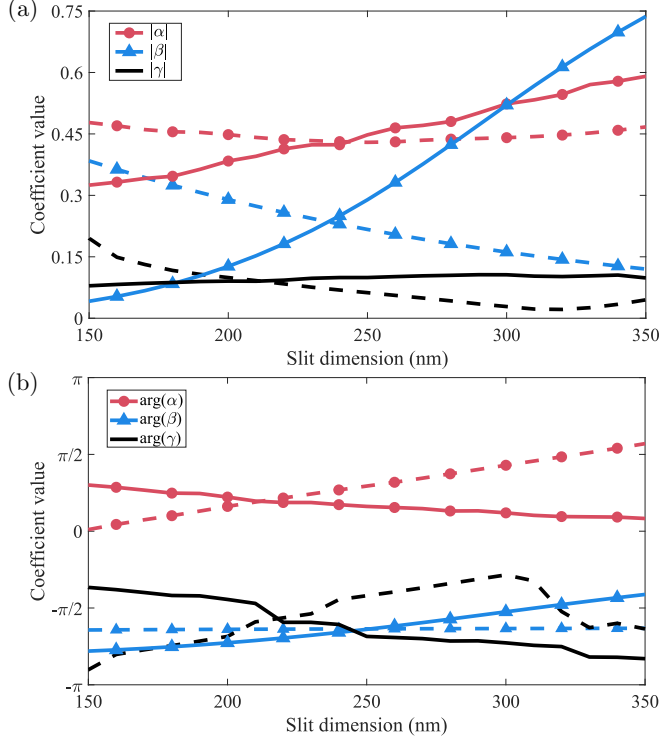 (a)
0.75
0.6
0.45
0.3
0.15
0
Coefficient value
|α|
|β|
|γ|
150 200 250 300 350
Slit dimension (nm)
(b)
π
π/2
0
-π/2
-π
Coefficient value
arg(α)
arg(β)
arg(γ)
150 200 250 300 350
Slit dimension (nm)